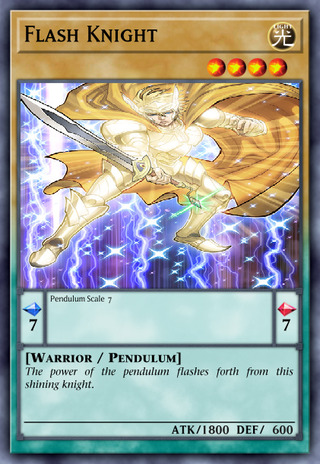 FLASH KNIGHT
LIGHT
光
Pendulum Scale 7
7
7
[WARRIOR / PENDULUM]
The power of the pendulum flashes forth from this
shining knight.
ATK/1800 DEF/ 600